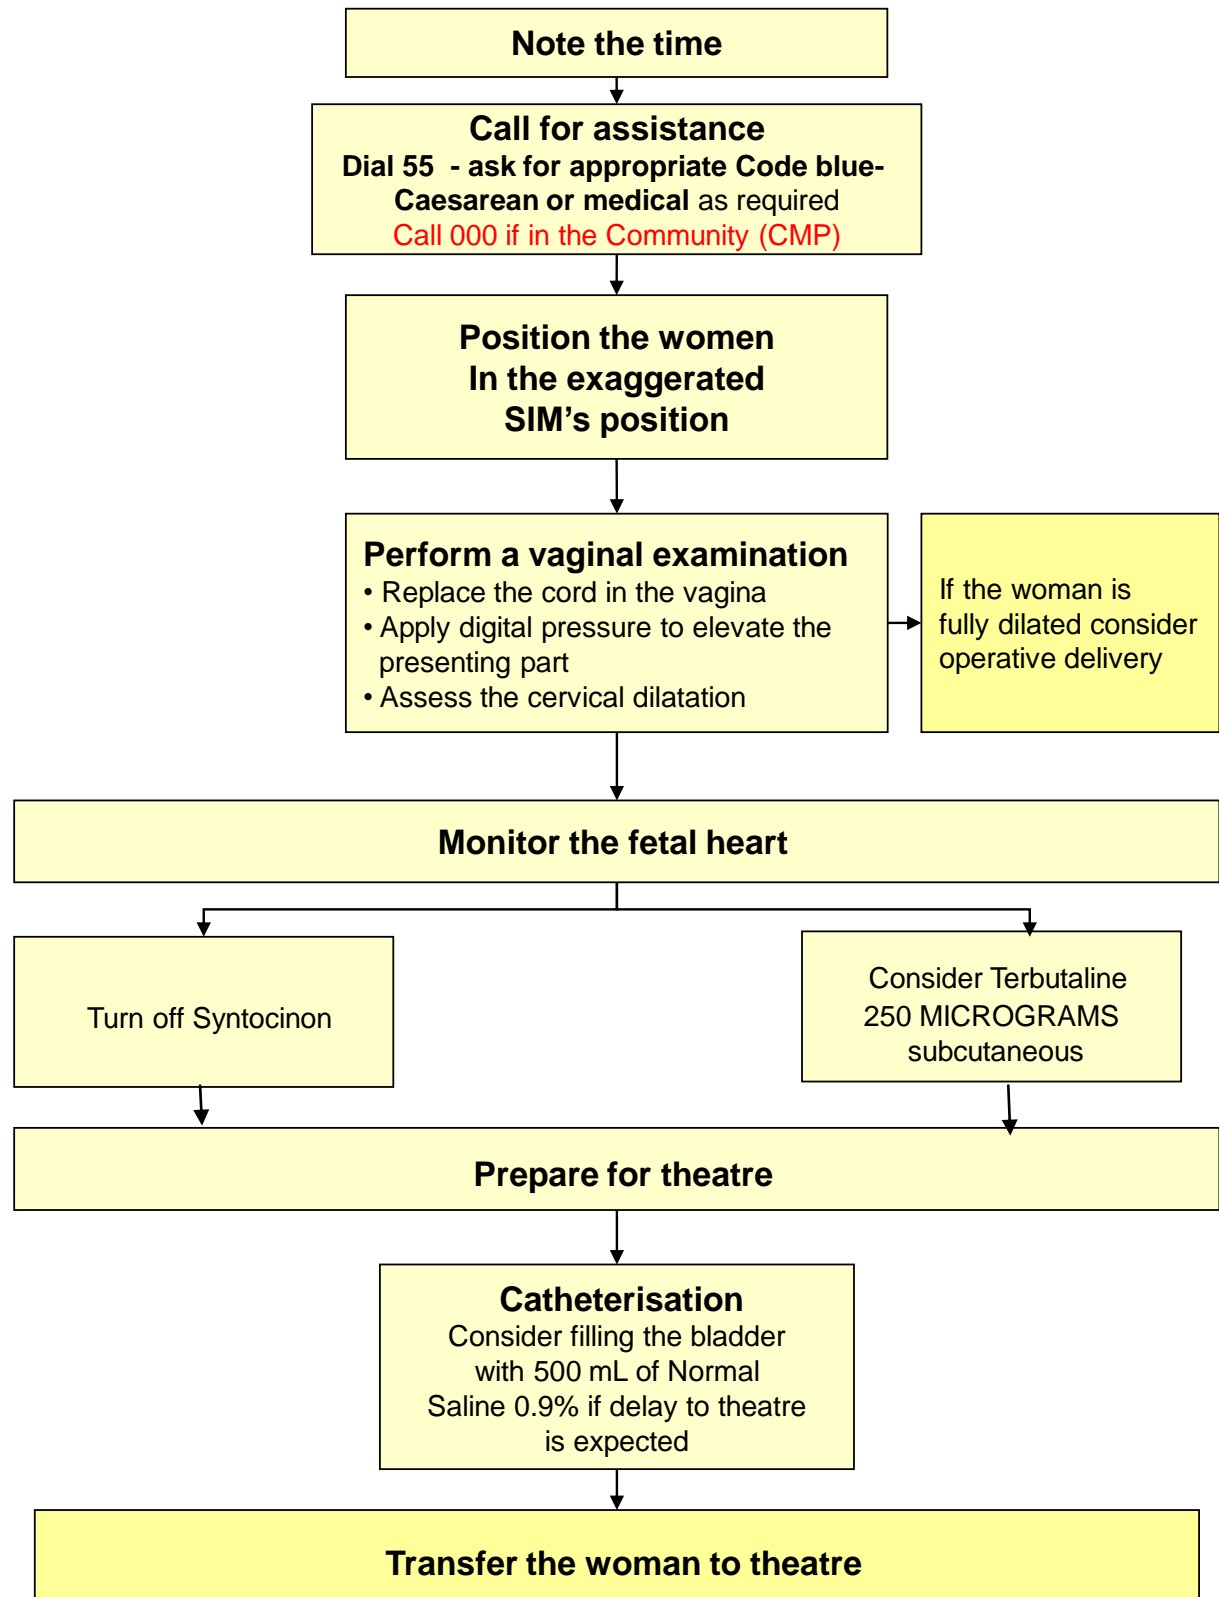 Note the time
Call for assistance
Dial 55  - ask for appropriate Code blue-
Caesarean or medical as required
Call 000 if in the Community (CMP)
Position the women
In the exaggerated
SIM's position
Perform a vaginal examination
• Replace the cord in the vagina
• Apply digital pressure to elevate the
presenting part
• Assess the cervical dilatation
If the woman is
fully dilated consider
operative delivery
Monitor the fetal heart
Turn off Syntocinon
Consider Terbutaline
250 MICROGRAMS
subcutaneous
Prepare for theatre
Catheterisation
Consider filling the bladder
with 500 mL of Normal
Saline 0.9% if delay to theatre
is expected
Transfer the woman to theatre